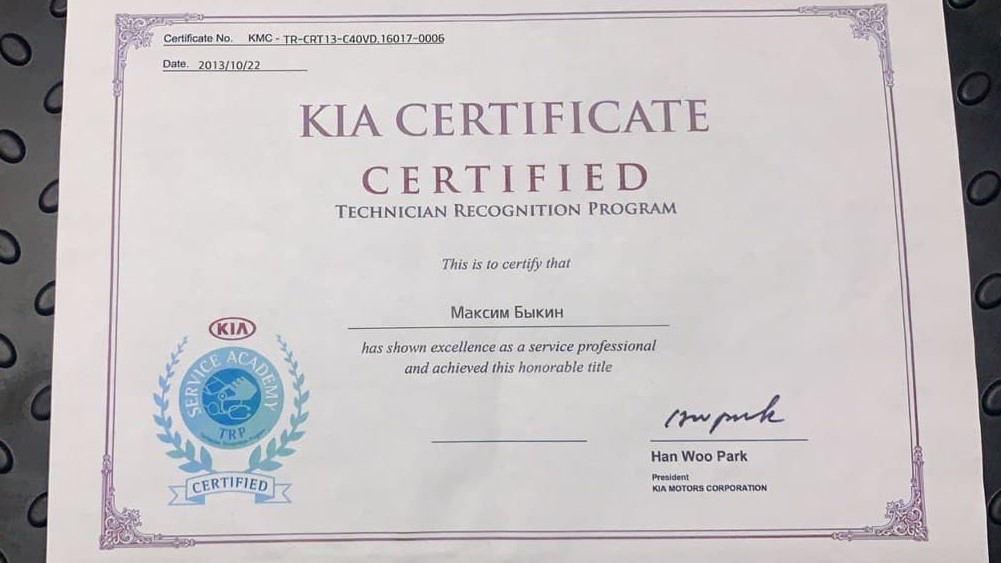 Certificate No. KMC - TR-CRT13-C40VD.16017-0006
Date. 2013/10/22
KIA CERTIFICATE
CERTIFIED
TECHNICIAN RECOGNITION PROGRAM
This is to certify that
Максим Быкин
has shown excellence as a service professional
and achieved this honorable title
KIA
SERVICE ACADEMY
TRP
CERTIFIED
Han Woo Park
President
KIA MOTORS CORPORATION